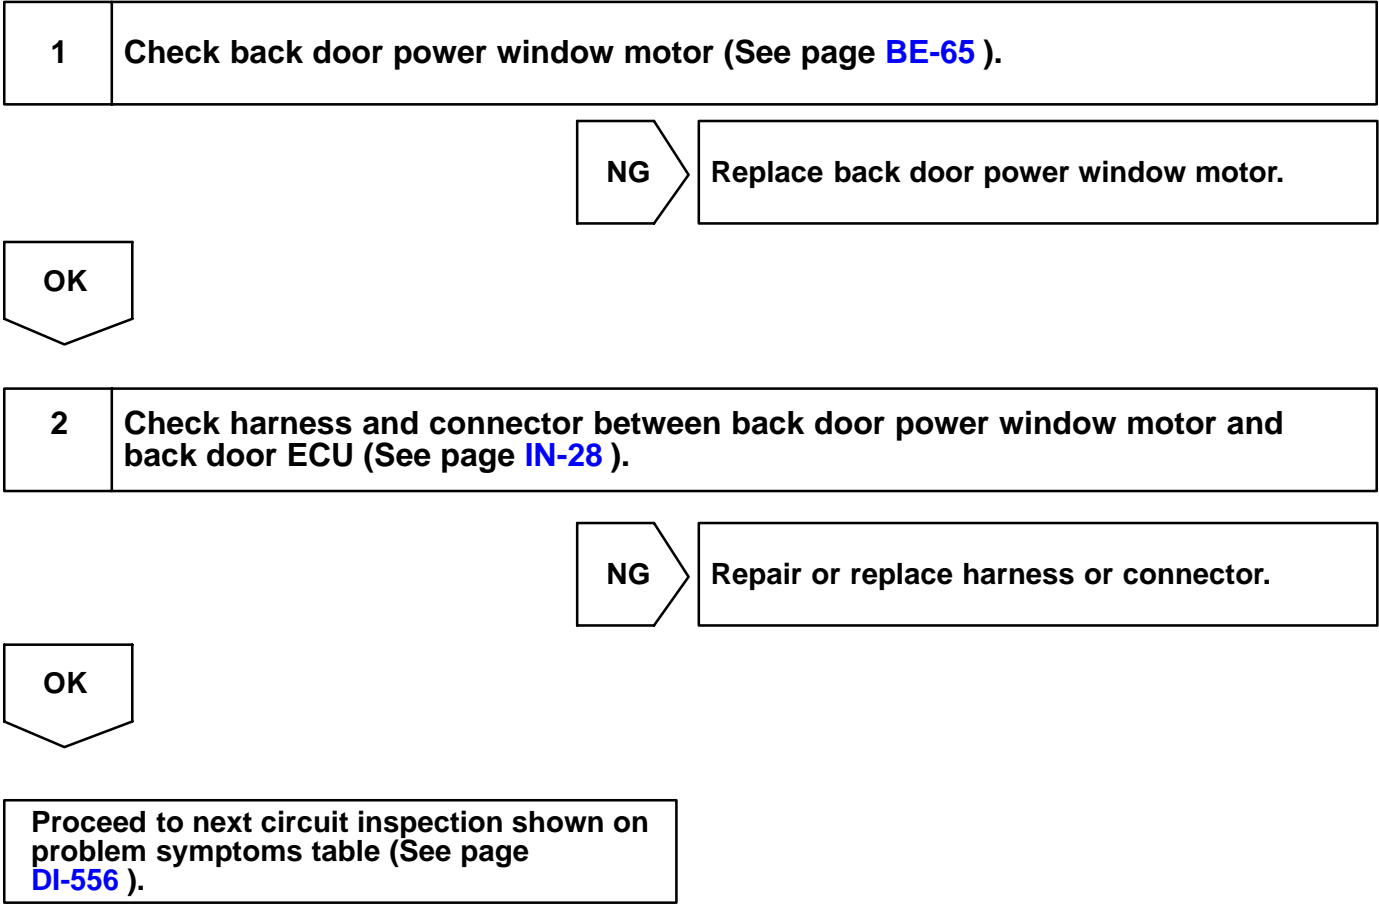 1
Check back door power window motor (See page BE-65 ).
NG
Replace back door power window motor.
OK
2
Check harness and connector between back door power window motor and
back door ECU (See page IN-28 ).
NG
Repair or replace harness or connector.
OK
Proceed to next circuit inspection shown on
problem symptoms table (See page
DI-556 ).